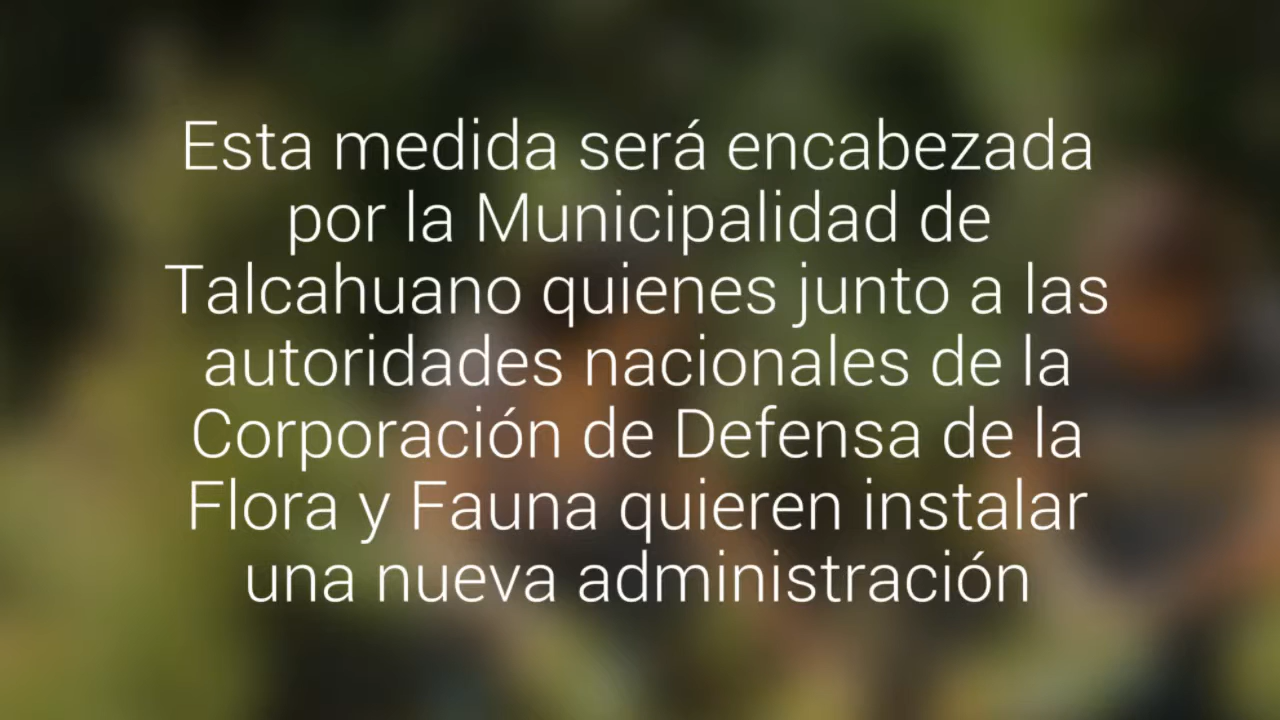 Esta medida será encabezada
por la Municipalidad de
Talcahuano quienes junto a las
autoridades nacionales de la
Corporación de Defensa de la
Flora y Fauna quieren instalar
una nueva administración